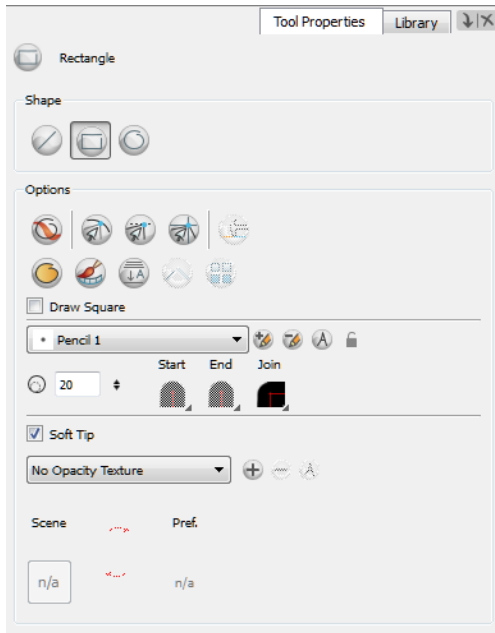 Tool Properties Library
Rectangle
Shape
Options
Draw Square
Pencil 1
Start End Join
20
Soft Tip
No Opacity Texture
Scene Pref.
n/a n/a